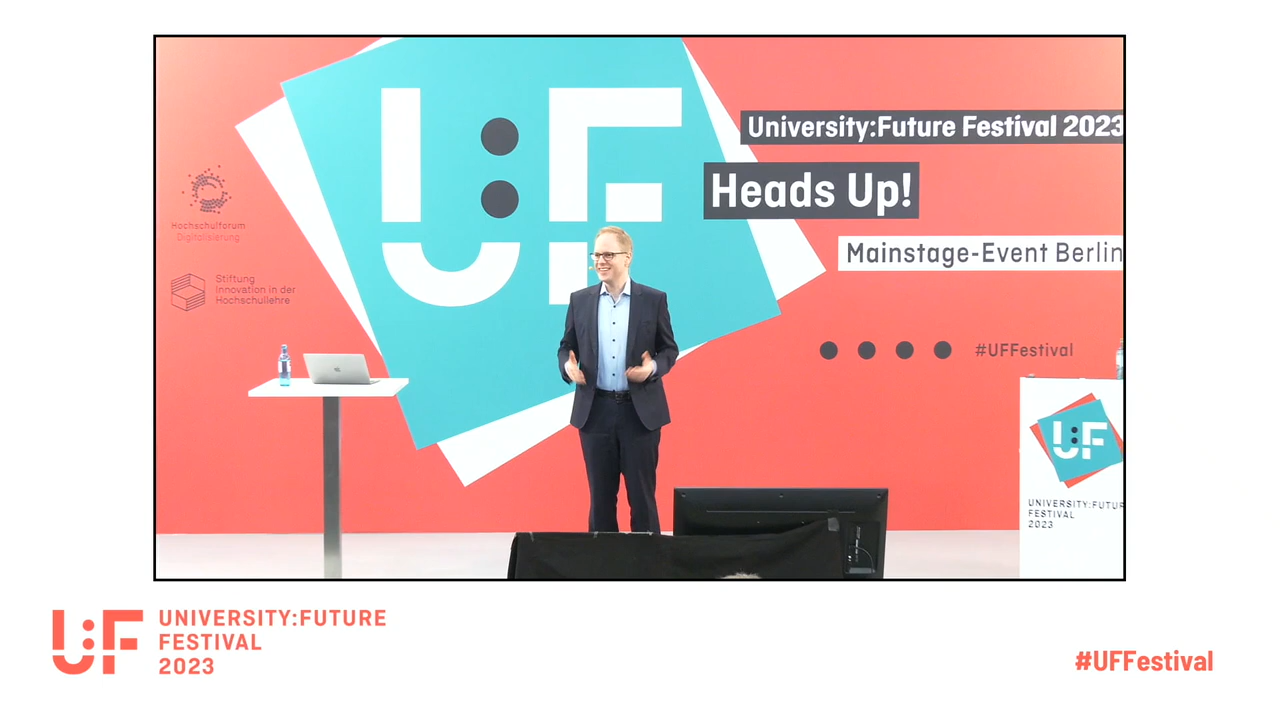 U:F
University:Future Festival 2023
Heads Up!
Mainstage-Event Berlin
Hochschulforum
Digitalisierung
Stiftung
Innovation in der
Hochschullehre
#UFFestival
U:F
UNIVERSITY:FUTUR
FESTIVAL
2023
U:F
UNIVERSITY:FUTURE
FESTIVAL
2023
#UFFestival